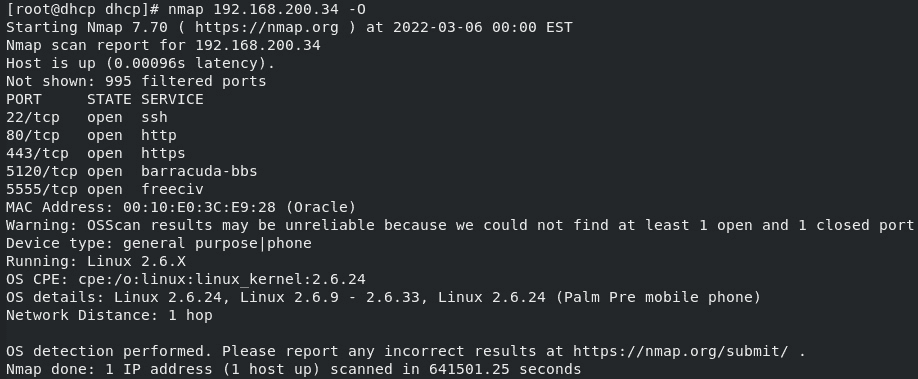 [root@dhcp dhcp]# nmap 192.168.200.34 -O
Starting Nmap 7.70 ( https://nmap.org ) at 2022-03-06 00:00 EST
Nmap scan report for 192.168.200.34
Host is up (0.00096s latency).
Not shown: 995 filtered ports
PORT     STATE SERVICE
22/tcp   open  ssh
80/tcp   open  http
443/tcp  open  https
5120/tcp open  barracuda-bbs
5555/tcp open  freeciv
MAC Address: 00:10:E0:3C:E9:28 (Oracle)
Warning: OSScan results may be unreliable because we could not find at least 1 open and 1 closed port
Device type: general purpose|phone
Running: Linux 2.6.X
OS CPE: cpe:/o:linux:linux_kernel:2.6.24
OS details: Linux 2.6.24, Linux 2.6.9 - 2.6.33, Linux 2.6.24 (Palm Pre mobile phone)
Network Distance: 1 hop

OS detection performed. Please report any incorrect results at https://nmap.org/submit/ .
Nmap done: 1 IP address (1 host up) scanned in 641501.25 seconds